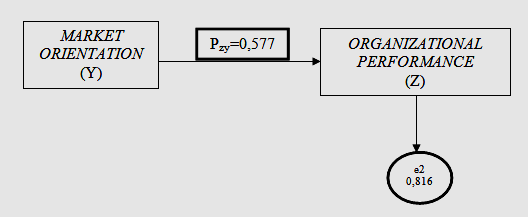 MARKET
ORIENTATION
(Y)
Pzy=0,577
ORGANIZATIONAL
PERFORMANCE
(Z)
e2
0,816